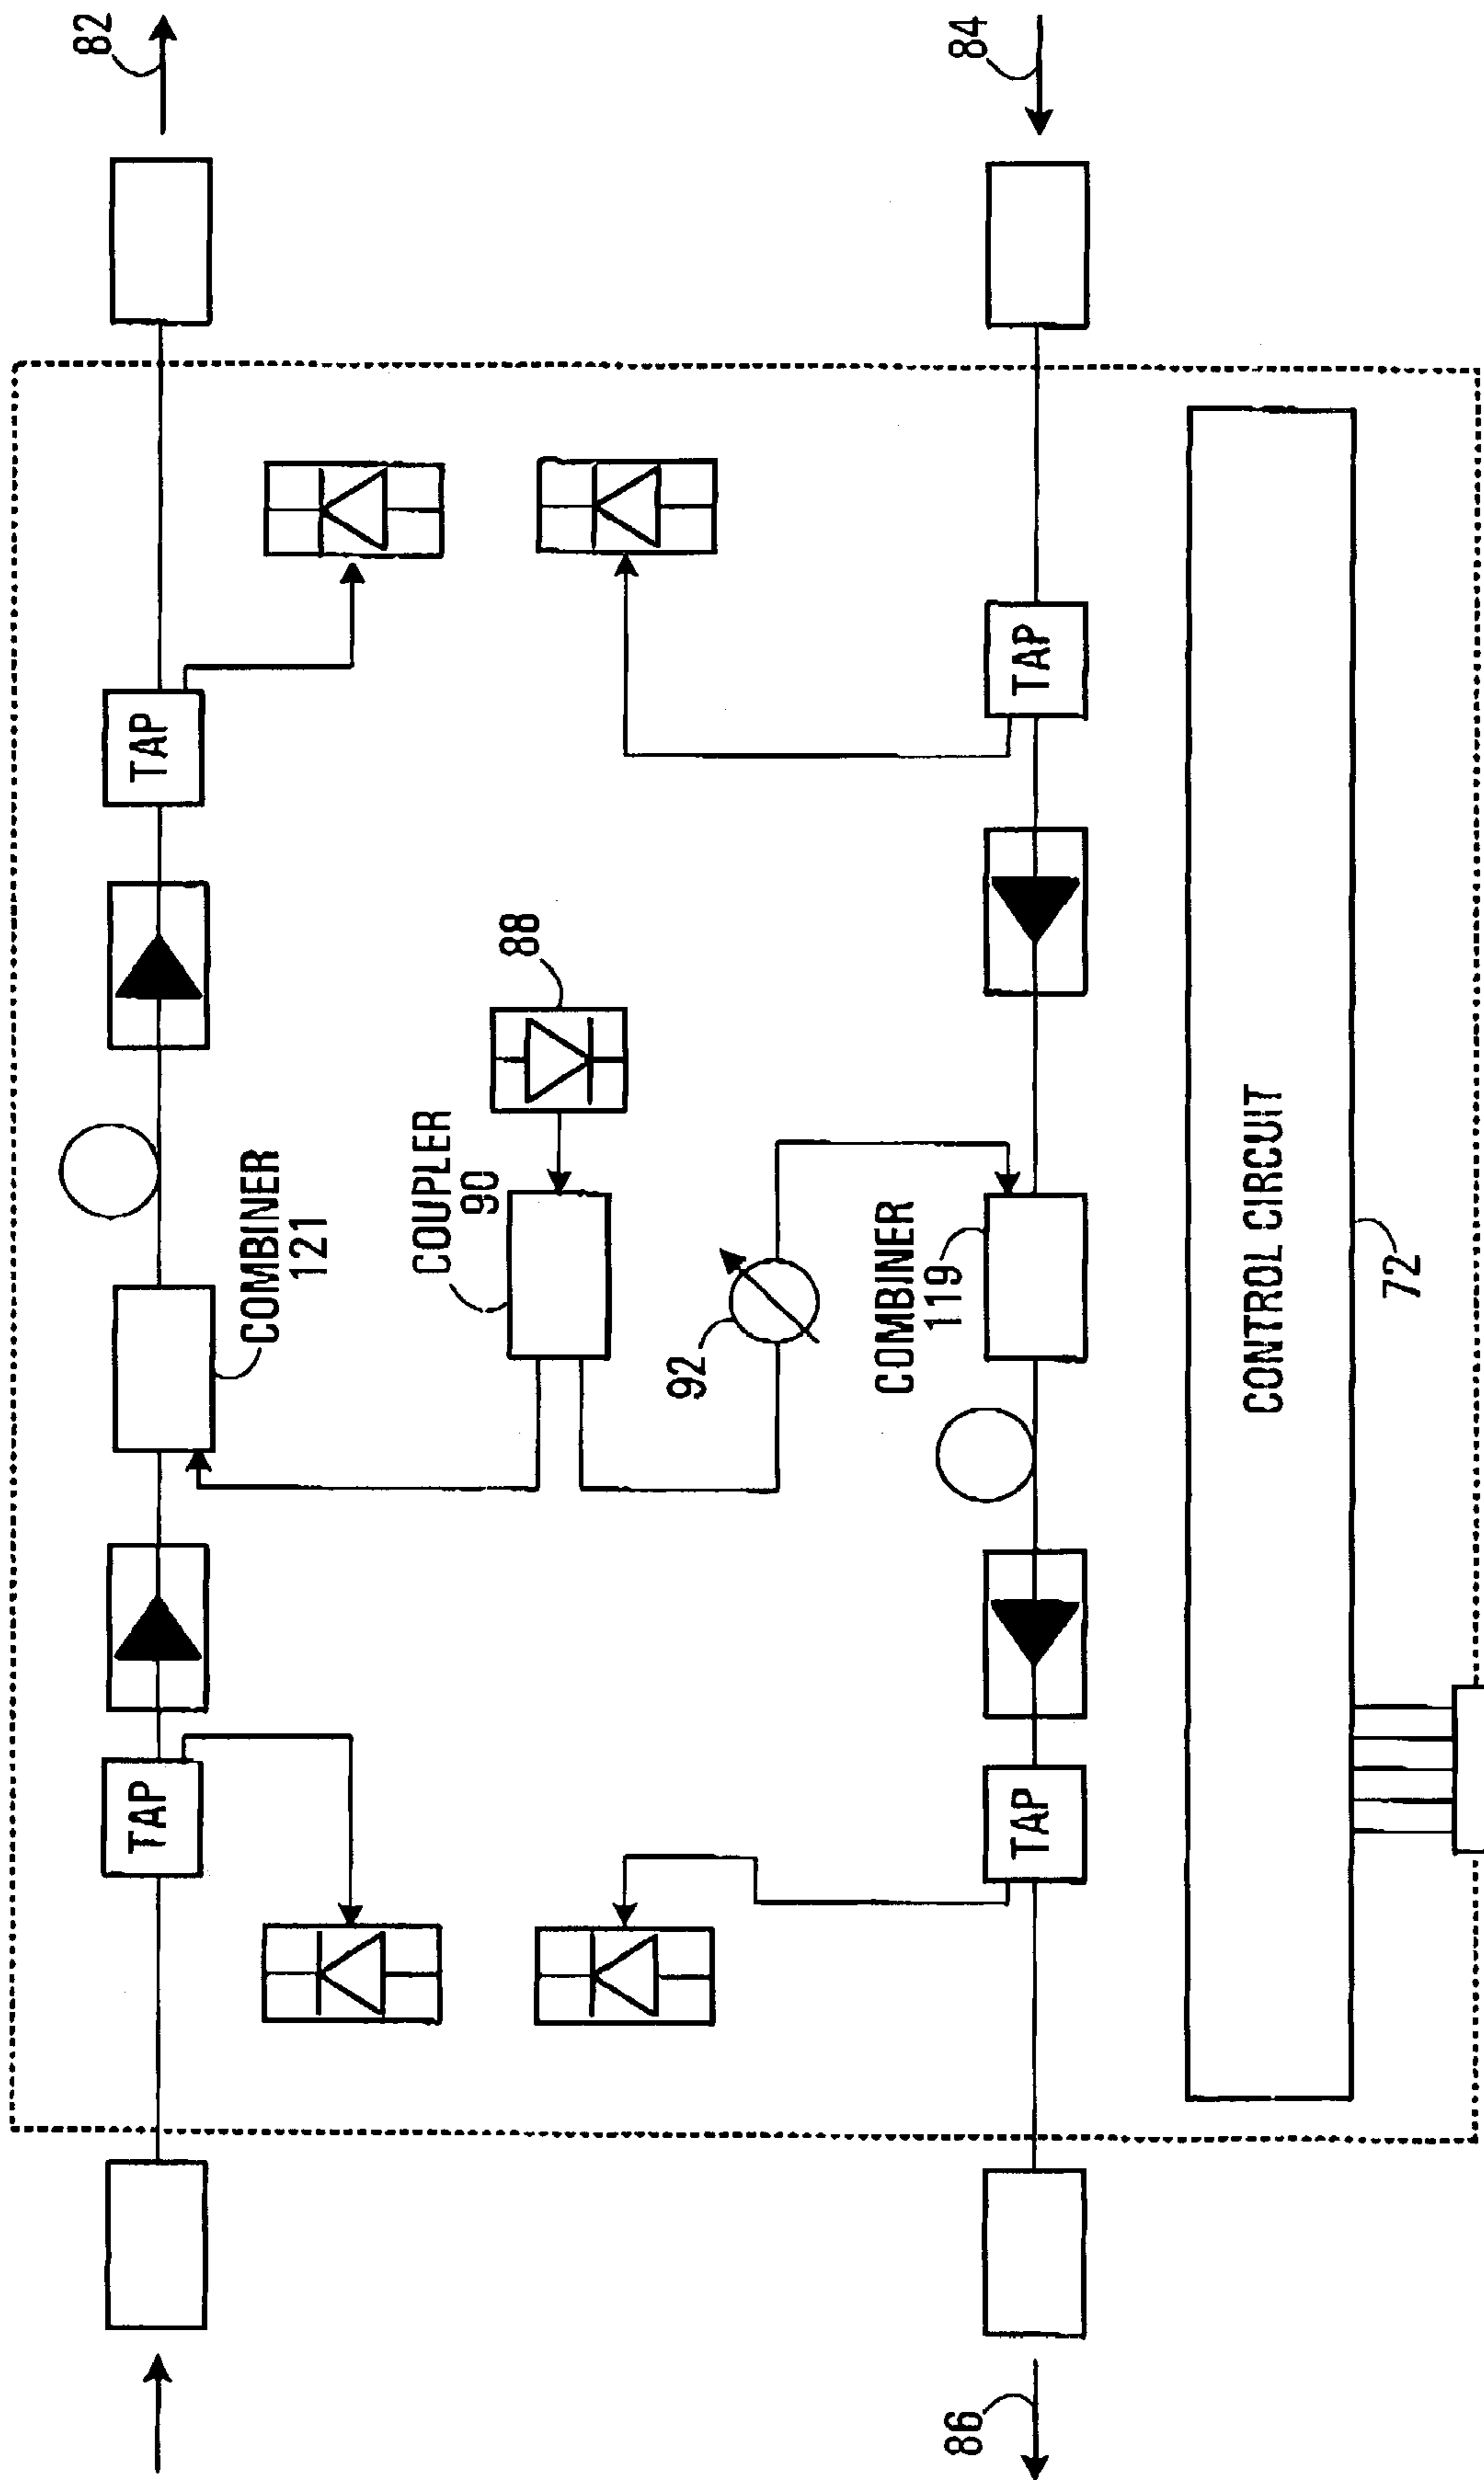 82
84
TAP
TAP
88
COUPLER
90
COMBINER
121
COMBINER
119
92
CONTROL CIRCUIT
72
TAP
TAP
86